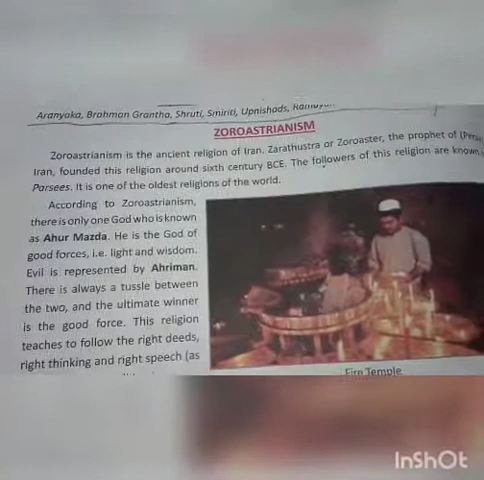 Aranyaka, Brahman Grantha, Shruti, Smiriti, Upnishads,
ZOROASTRIANISM
Zoroastrianism is the ancient religion of Iran. Zarathustra or Zoroaster, the prophet of
Iran, founded this religion around sixth century BCE. The followers of this religion are known
Parsees. It is one of the oldest religions of the world.
According to Zoroastrianism,
there is only one God who is known
as Ahur Mazda. He is the God of
good forces, i.e. light and wisdom.
Evil is represented by Ahriman.
There is always a tussle between
the two, and the ultimate winner
is the good force. This religion
teaches to follow the right deeds,
right thinking and right speech (as
Temple
InShOt